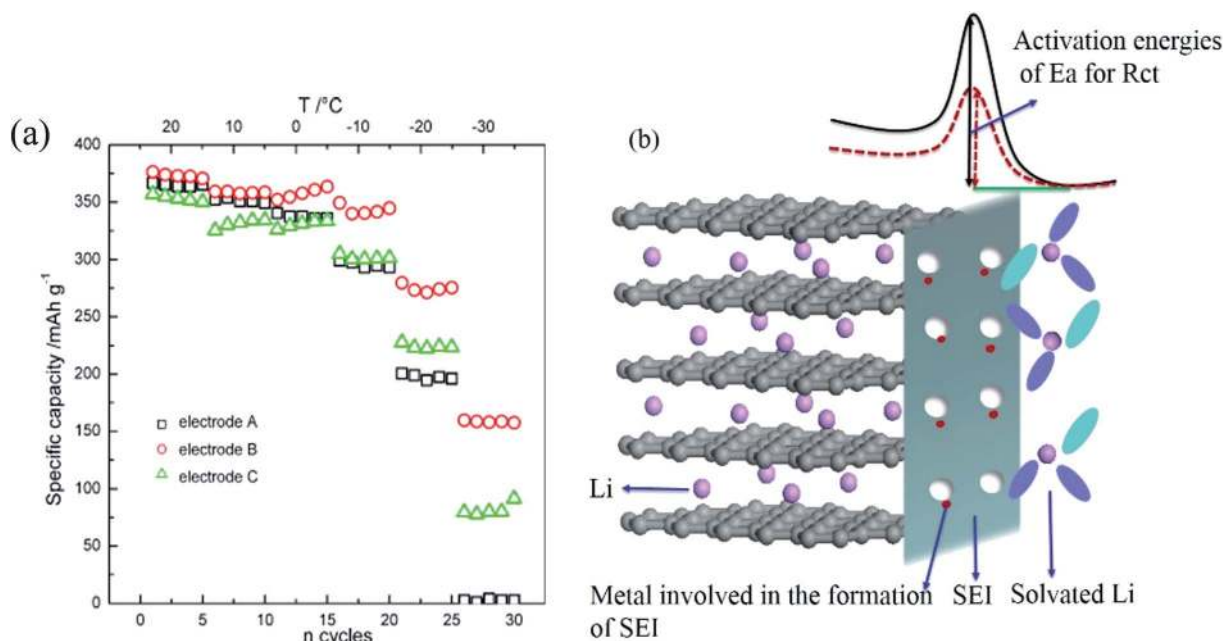 (a)
T /°C
20 10 0 -10 -20 -30
400
350
300
250
200
150
100
50
0
Specific capacity /mAh g⁻¹
electrode A
electrode B
electrode C
0 5 10 15 20 25 30
n cycles
(b)
Activation energies
of Ea for Rct
Li
Metal involved in the formation
of SEI
SEI
Solvated Li